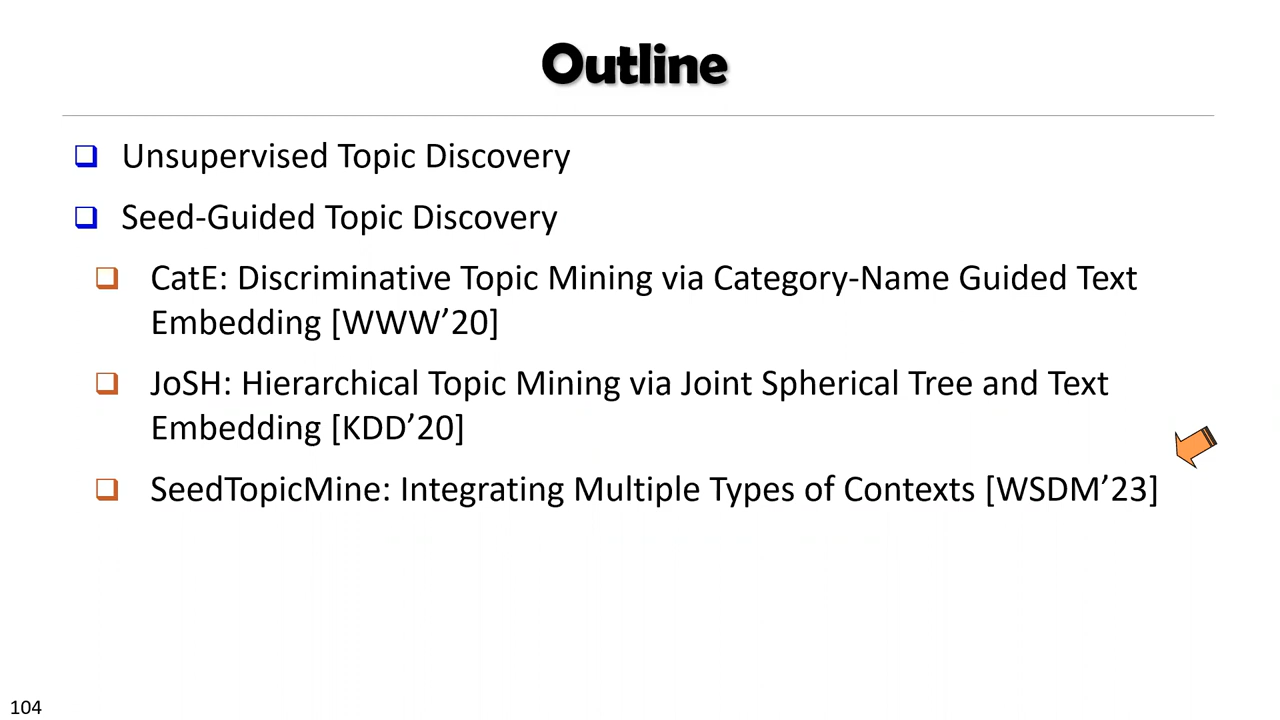 Outline
Unsupervised Topic Discovery
Seed-Guided Topic Discovery
CatE: Discriminative Topic Mining via Category-Name Guided Text
Embedding [WWW’20]
JoSH: Hierarchical Topic Mining via Joint Spherical Tree and Text
Embedding [KDD’20]
SeedTopicMine: Integrating Multiple Types of Contexts [WSDM’23]
104